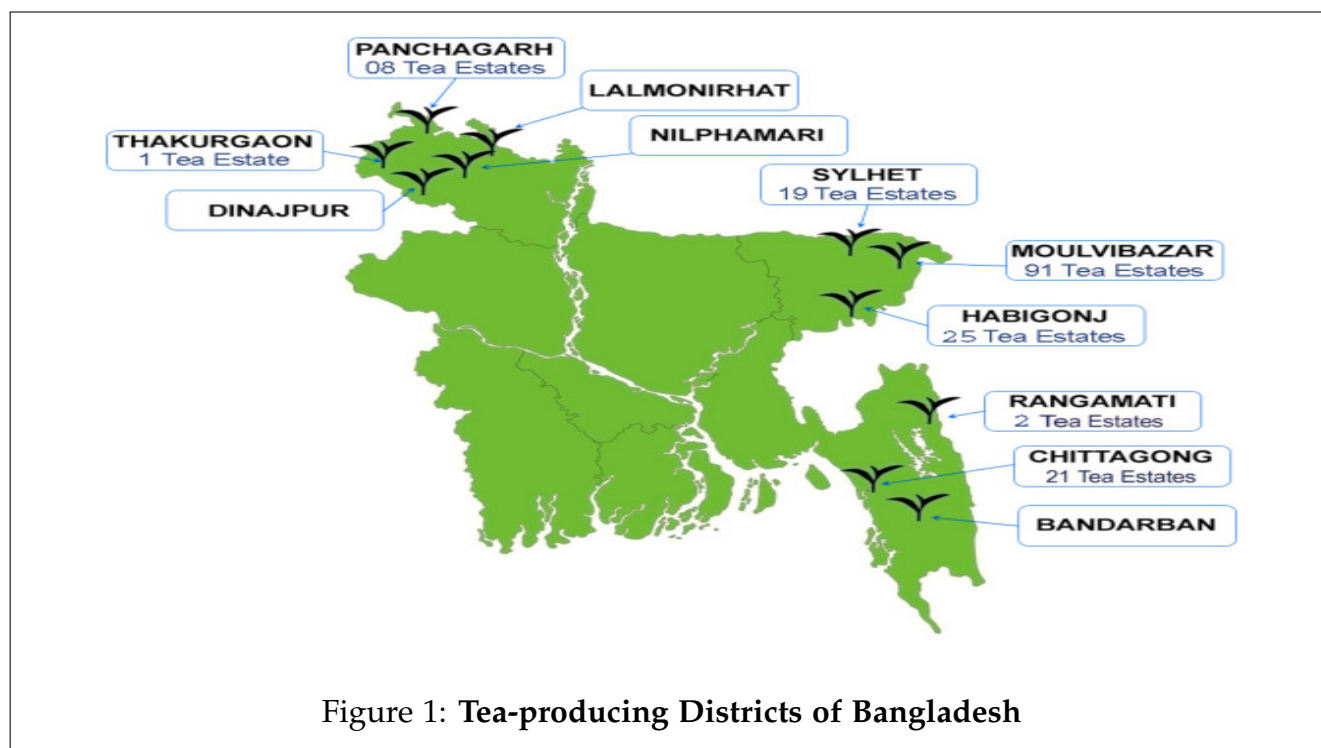 PANCHAGARH
08 Tea Estates
LALMONIRHAT
THAKURGAON
1 Tea Estate
NILPHAMARI
DINAJPUR
SYLHET
19 Tea Estates
MOULVIBAZAR
91 Tea Estates
HABIGONJ
25 Tea Estates
RANGAMATI
2 Tea Estates
CHITTAGONG
21 Tea Estates
BANDARBAN
Figure 1: Tea-producing Districts of Bangladesh